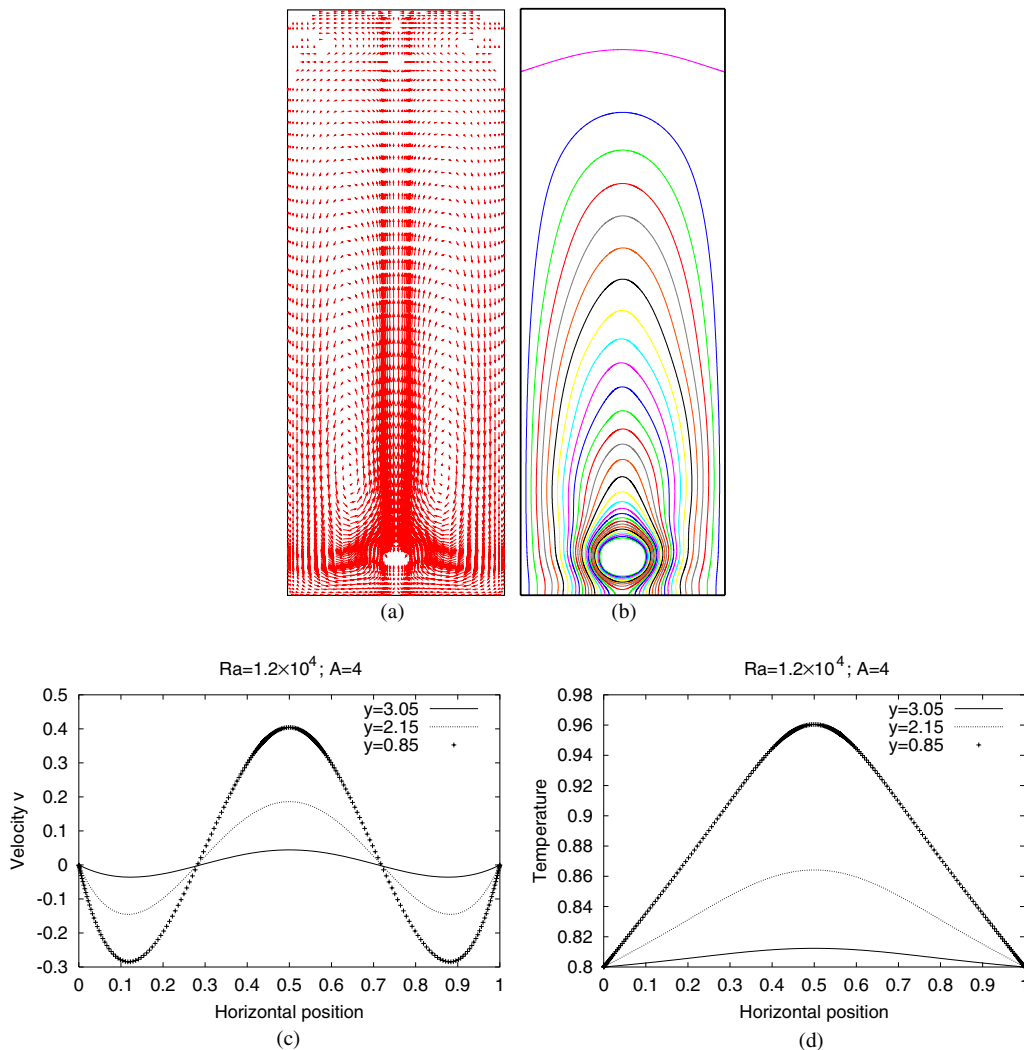 (a)
(b)
Ra=1.2×10⁴; A=4
0.5
0.4
0.3
0.2
0.1
0
-0.1
-0.2
-0.3
Velocity v
y=3.05
y=2.15
y=0.85
0 0.1 0.2 0.3 0.4 0.5 0.6 0.7 0.8 0.9 1
Horizontal position
(c)
Ra=1.2×10⁴; A=4
0.98
0.96
0.94
0.92
0.9
0.88
0.86
0.84
0.82
0.8
Temperature
y=3.05
y=2.15
y=0.85
0 0.1 0.2 0.3 0.4 0.5 0.6 0.7 0.8 0.9 1
Horizontal position
(d)